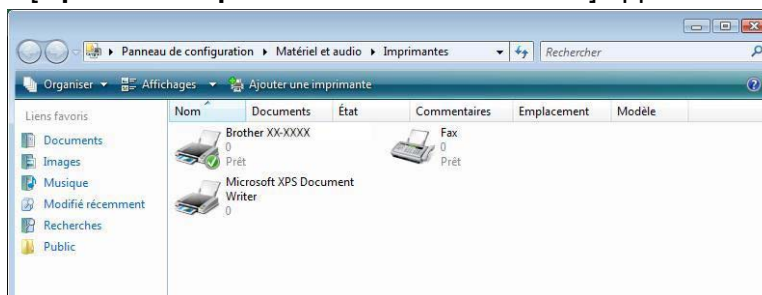 Panneau de configuration ▸ Matériel et audio ▸ Imprimantes
Rechercher
Organiser
Affichages
Ajouter une imprimante
Liens favoris
Nom Documents État Commentaires Emplacement Modèle
Documents
Images
Musique
Modifié récemment
Recherches
Public
Brother XX-XXXX
0
Prêt
Fax
0
Prêt
Microsoft XPS Document
Writer
0